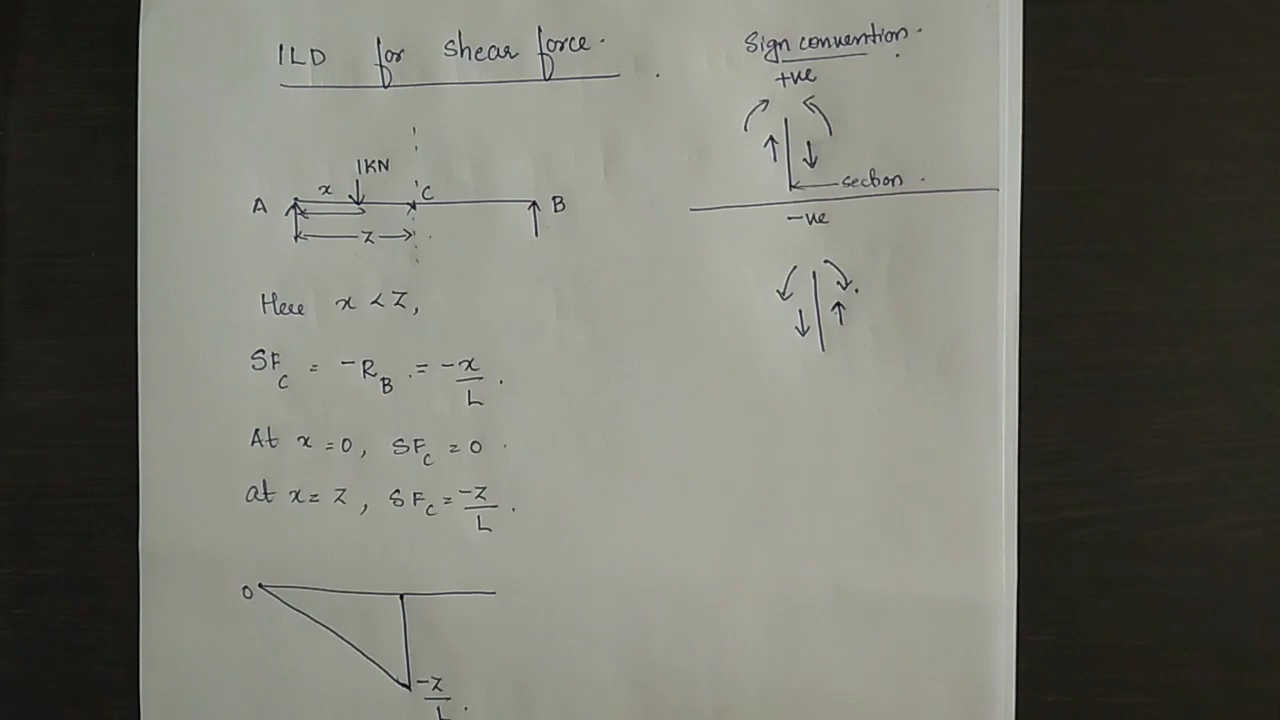 ILD for shear force.
Sign convention.
+ve
section.
-ve
1KN
x
C
A
B
z
Here x < z,
SF_C = -R_B = -x/L.
At x=0, SF_C = 0.
at x=z, SF_C = -z/L.
0
-z/L.